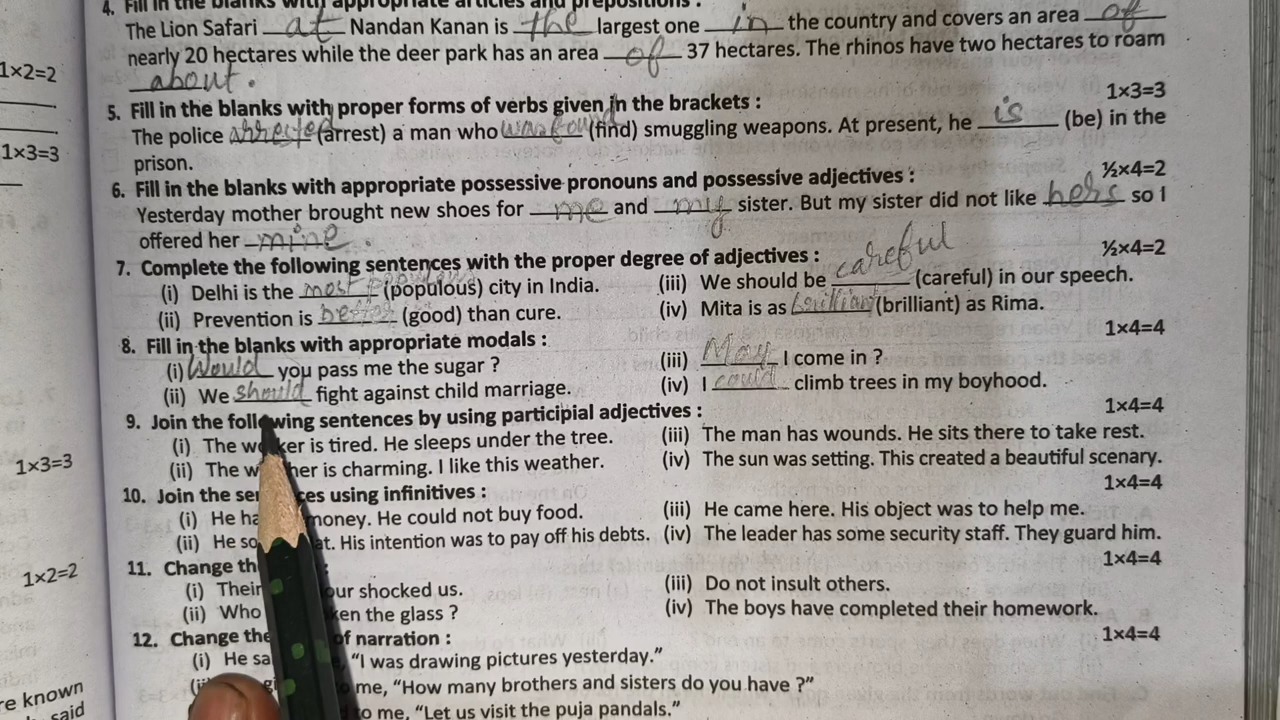 4. Fill in the blanks with appropriate articles and prepositions :
The Lion Safari at Nandan Kanan is the largest one in the country and covers an area of
nearly 20 hectares while the deer park has an area of 37 hectares. The rhinos have two hectares to roam
about.
1×2=2
5. Fill in the blanks with proper forms of verbs given in the brackets : 1×3=3
The police arrested (arrest) a man who was found (find) smuggling weapons. At present, he is (be) in the
prison.
1×3=3
6. Fill in the blanks with appropriate possessive pronouns and possessive adjectives : ½×4=2
Yesterday mother brought new shoes for me and my sister. But my sister did not like hers so I
offered her mine.
7. Complete the following sentences with the proper degree of adjectives : ½×4=2
(i) Delhi is the most populous (populous) city in India. (iii) We should be careful (careful) in our speech.
(ii) Prevention is better (good) than cure. (iv) Mita is as brilliant (brilliant) as Rima.
8. Fill in the blanks with appropriate modals : 1×4=4
(i) Would you pass me the sugar ? (iii) May I come in ?
(ii) We should fight against child marriage. (iv) I could climb trees in my boyhood.
9. Join the following sentences by using participial adjectives : 1×4=4
(i) The is tired. He sleeps under the tree. (iii) The man has wounds. He sits there to take rest.
1×3=3
(ii) The is charming. I like this weather. (iv) The sun was setting. This created a beautiful scenary.
10. Join the using infinitives : 1×4=4
(i) He money. He could not buy food. (iii) He came here. His object was to help me.
(ii) He His intention was to pay off his debts. (iv) The leader has some security staff. They guard him.
1×2=2
11. Change 1×4=4
(i) Their shocked us. (iii) Do not insult others.
(ii) Who the glass ? (iv) The boys have completed their homework.
12. Change the of narration : 1×4=4
(i) He "I was drawing pictures yesterday."
me, "How many brothers and sisters do you have ?"
to me, "Let us visit the puja pandals."
re known
said